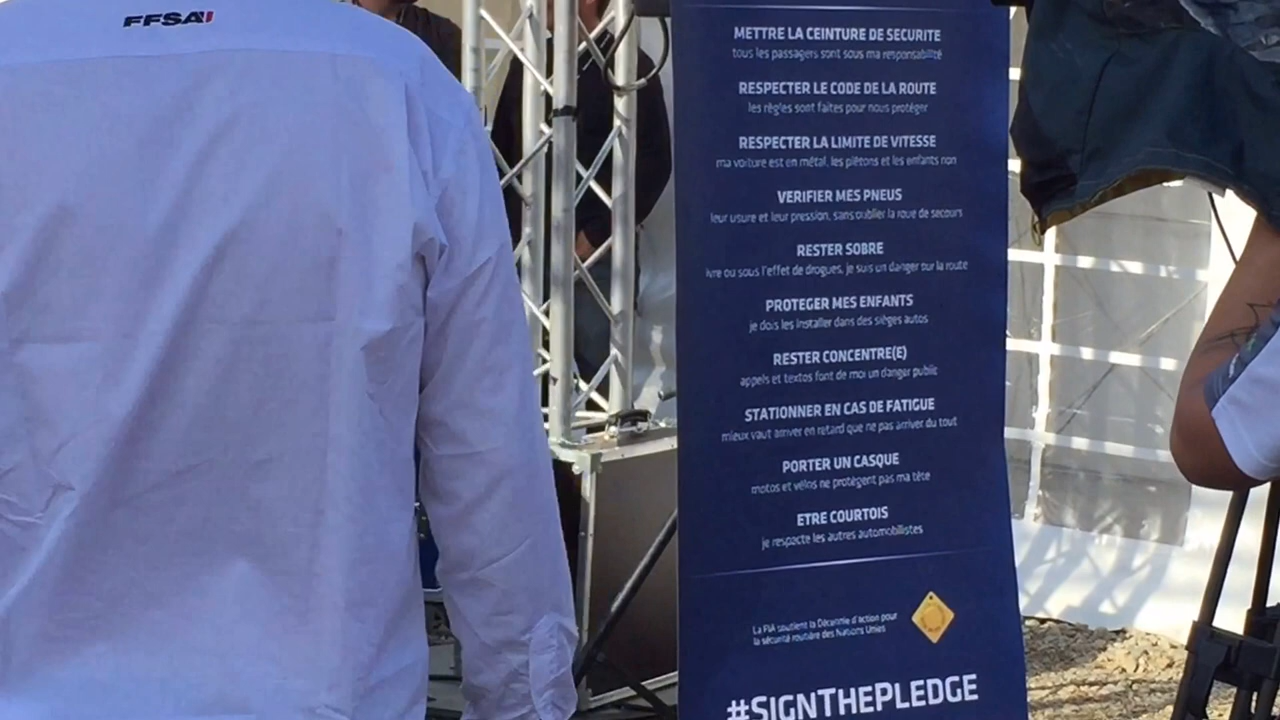 FFSA
METTRE LA CEINTURE DE SECURITE
tous les passagers sont sous ma responsabilité
RESPECTER LE CODE DE LA ROUTE
les règles sont faites pour nous protéger
RESPECTER LA LIMITE DE VITESSE
ma voiture est en métal, les piétons et les enfants non
VERIFIER MES PNEUS
leur usure et leur pression, sans oublier la roue de secours
RESTER SOBRE
ivre ou sous l'effet de drogues, je suis un danger sur la route
PROTEGER MES ENFANTS
je dois les installer dans des sièges autos
RESTER CONCENTRE(E)
appels et textos font de moi un danger public
STATIONNER EN CAS DE FATIGUE
mieux vaut arriver en retard que ne pas arriver du tout
PORTER UN CASQUE
motos et vélos ne protègent pas ma tête
ETRE COURTOIS
je respecte les autres automobilistes
La FIA soutient la Décennie d'action pour
la sécurité routière des Nations Unies
#SIGNTHEPLEDGE